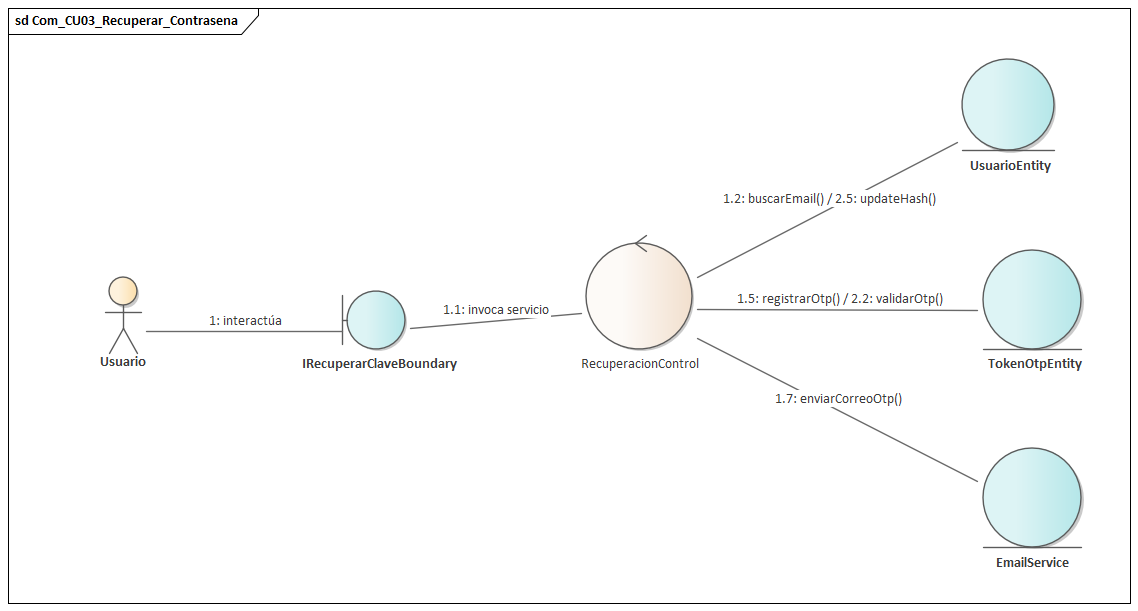 sd Com_CU03_Recuperar_Contrasena
UsuarioEntity
1.2: buscarEmail() / 2.5: updateHash()
1.5: registrarOtp() / 2.2: validarOtp()
1.1: invoca servicio
1: interactúa
Usuario
IRecuperarClaveBoundary
RecuperacionControl
TokenOtpEntity
1.7: enviarCorreoOtp()
EmailService